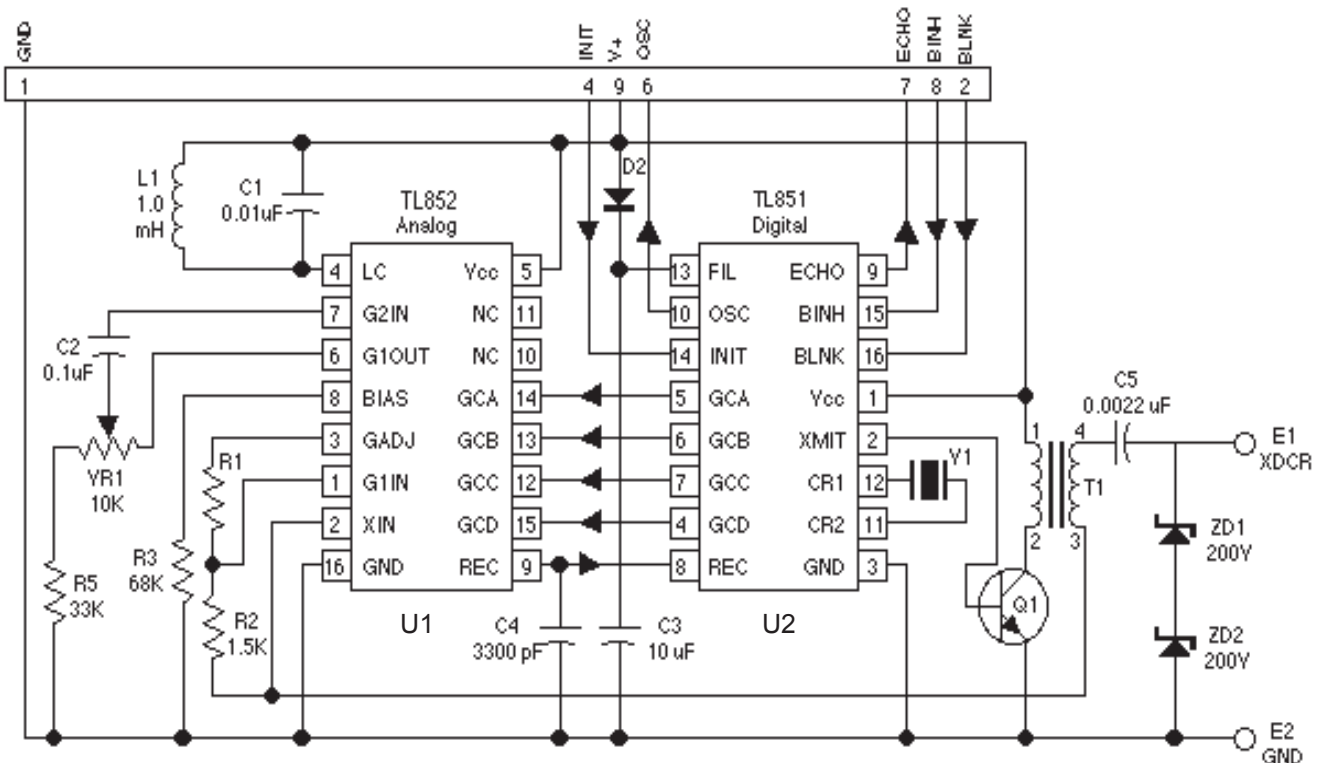 GND
INIT
V+
OSC
ECHO
BINH
BLNK
1
4
9
6
7
8
2
L1
1.0
mH
C1
0.01uF
TL852
Analog
D2
TL851
Digital
4 LC Vcc 5
7 G2IN NC 11
6 G1OUT NC 10
8 BIAS GCA 14
3 GADJ GCB 13
1 G1IN GCC 12
2 XIN GCD 15
16 GND REC 9
13 FIL ECHO 9
10 OSC BINH 15
14 INIT BLNK 16
5 GCA Vcc 1
6 GCB XMIT 2
7 GCC CR1 12
4 GCD CR2 11
8 REC GND 3
C2
0.1uF
VR1
10K
R5
33K
R3
68K
R1
R2
1.5K
U1
C4
3300 pF
C3
10 uF
U2
Y1
Q1
1
4
T1
2
3
C5
0.0022 uF
E1
XDCR
ZD1
200V
ZD2
200V
E2
GND